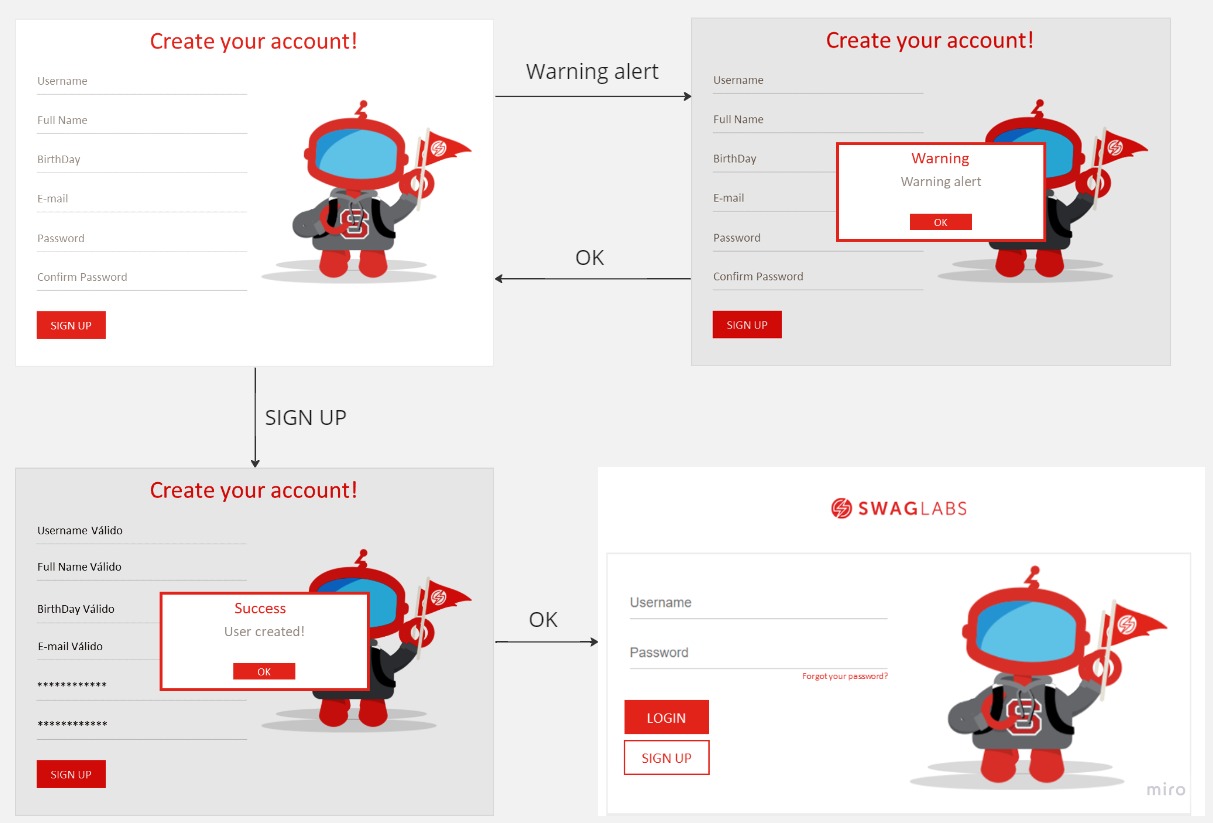 Create your account!
Username
Full Name
BirthDay
E-mail
Password
Confirm Password
SIGN UP
S
Warning alert
OK
Create your account!
Username
Full Name
BirthDay
E-mail
Password
Confirm Password
SIGN UP
Warning
Warning alert
OK
SIGN UP
Create your account!
Username Válido
Full Name Válido
BirthDay Válido
E-mail Válido
************
************
SIGN UP
Success
User created!
OK
OK
SWAGLABS
Username
Password
Forgot your password?
LOGIN
SIGN UP
S
miro